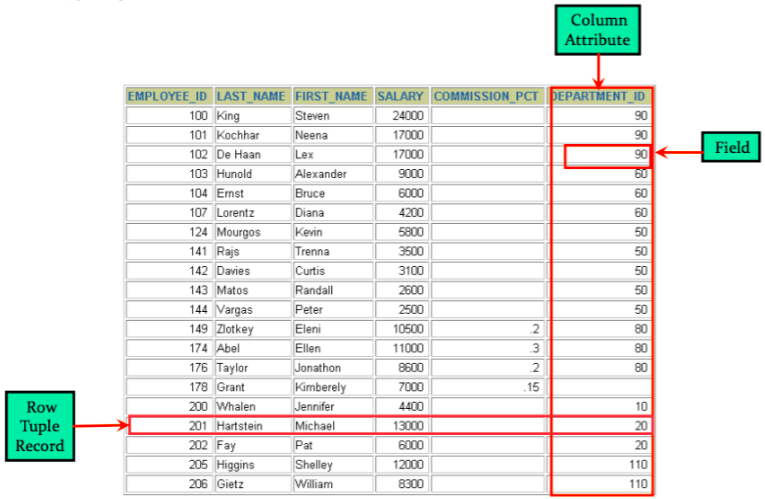 Column
Attribute
EMPLOYEE_ID LAST_NAME FIRST_NAME SALARY COMMISSION_PCT DEPARTMENT_ID
100 King Steven 24000 90
101 Kochhar Neena 17000 90
102 De Haan Lex 17000 90
Field
103 Hunold Alexander 9000 60
104 Ernst Bruce 6000 60
107 Lorentz Diana 4200 60
124 Mourgos Kevin 5800 50
141 Rajs Trenna 3500 50
142 Davies Curtis 3100 50
143 Matos Randall 2600 50
144 Vargas Peter 2500 50
149 Zlotkey Eleni 10500 .2 80
174 Abel Ellen 11000 .3 80
176 Taylor Jonathon 8600 .2 80
178 Grant Kimberely 7000 .15
Row
Tuple
Record
200 Whalen Jennifer 4400 10
201 Hartstein Michael 13000 20
202 Fay Pat 6000 20
205 Higgins Shelley 12000 110
206 Gietz William 8300 110